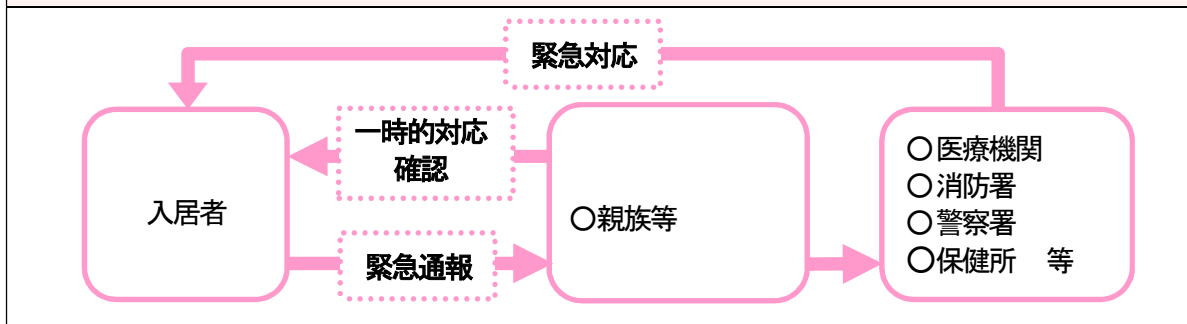 緊急対応
一時的対応
確認
入居者
緊急通報
〇親族等
〇医療機関
〇消防署
〇警察署
〇保健所　等